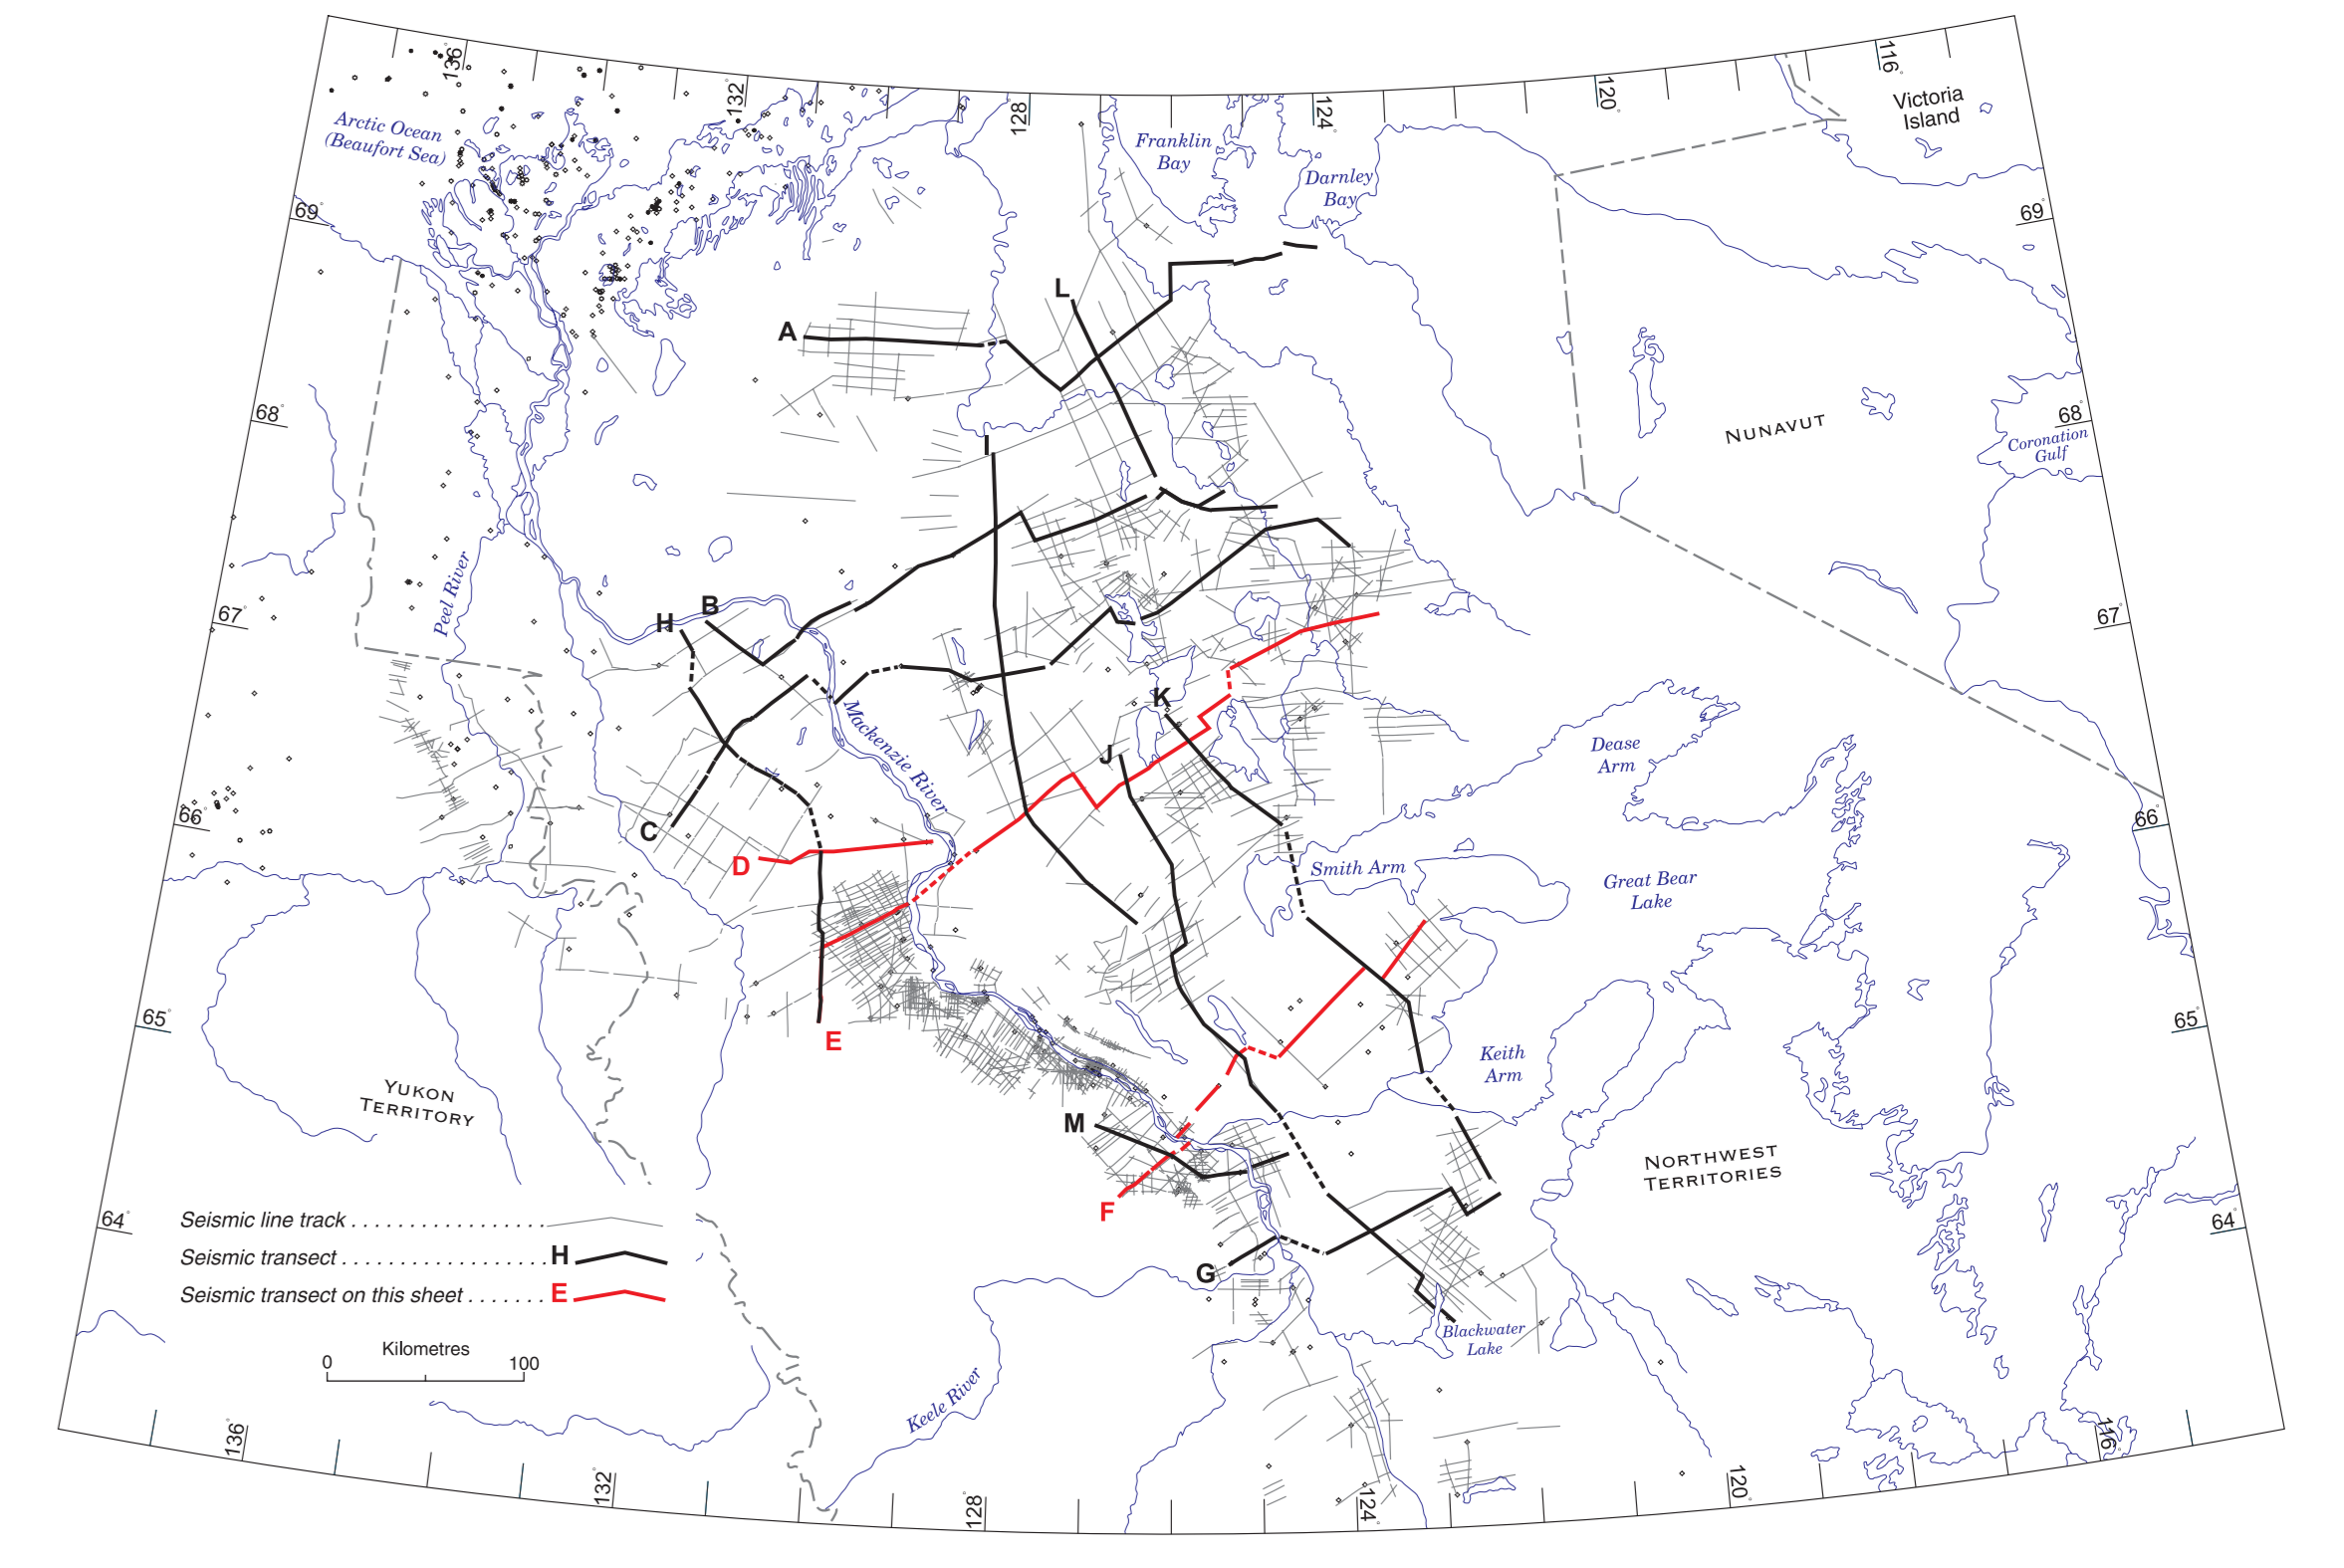 136°
132°
128°
124°
120°
116°
Victoria
Island
Arctic Ocean
(Beaufort Sea)
Franklin
Bay
Darnley
Bay
69°
69°
L
A
68°
68°
NUNAVUT
Coronation
Gulf
I
Peel River
67°
67°
H
B
K
Mackenzie River
J
Dease
Arm
66°
66°
C
D
Smith Arm
Great Bear
Lake
65°
65°
E
Keith
Arm
YUKON
TERRITORY
M
NORTHWEST
TERRITORIES
F
64°
64°
G
Seismic line track
Seismic transect H
Seismic transect on this sheet E
Blackwater
Lake
Kilometres
0 100
Keele River
136°
132°
128°
124°
120°
116°